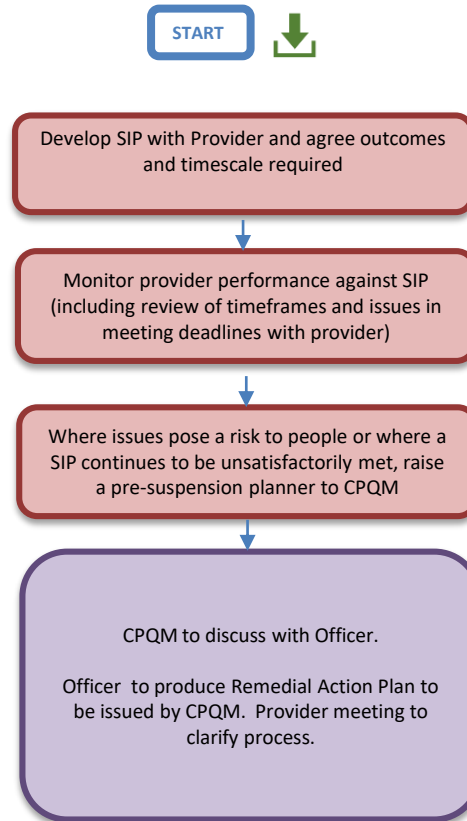 START
Develop SIP with Provider and agree outcomes
and timescale required
Monitor provider performance against SIP
(including review of timeframes and issues in
meeting deadlines with provider)
Where issues pose a risk to people or where a
SIP continues to be unsatisfactorily met, raise
a pre-suspension planner to CPQM
CPQM to discuss with Officer.
Officer to produce Remedial Action Plan to
be issued by CPQM. Provider meeting to
clarify process.